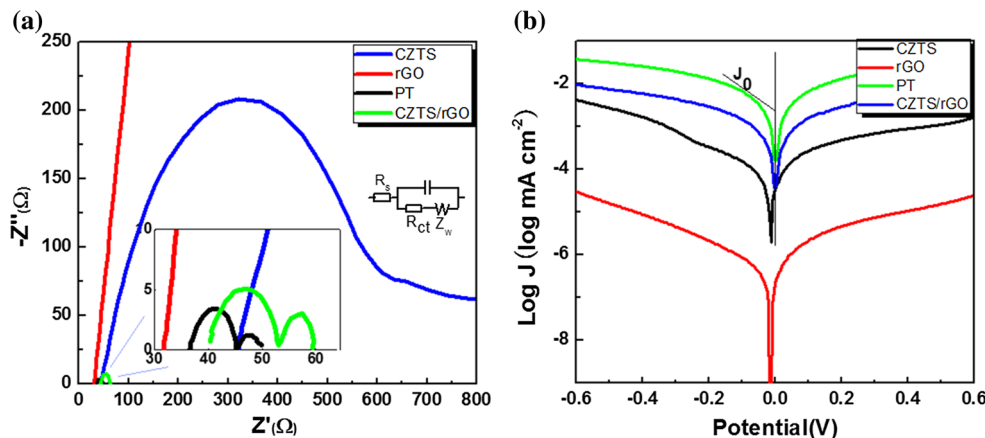 (a)
250
200
150
100
50
0
-Z''(Ω)
CZTS
rGO
PT
CZTS/rGO
Rs
Rct
Zw
10
5
0
30 40 50 60
0 100 200 300 400 500 600 700 800
Z'(Ω)
(b)
-2
-4
-6
-8
Log J (log mA cm-2)
J0
CZTS
rGO
PT
CZTS/rGO
-0.6 -0.4 -0.2 0.0 0.2 0.4 0.6
Potential(V)